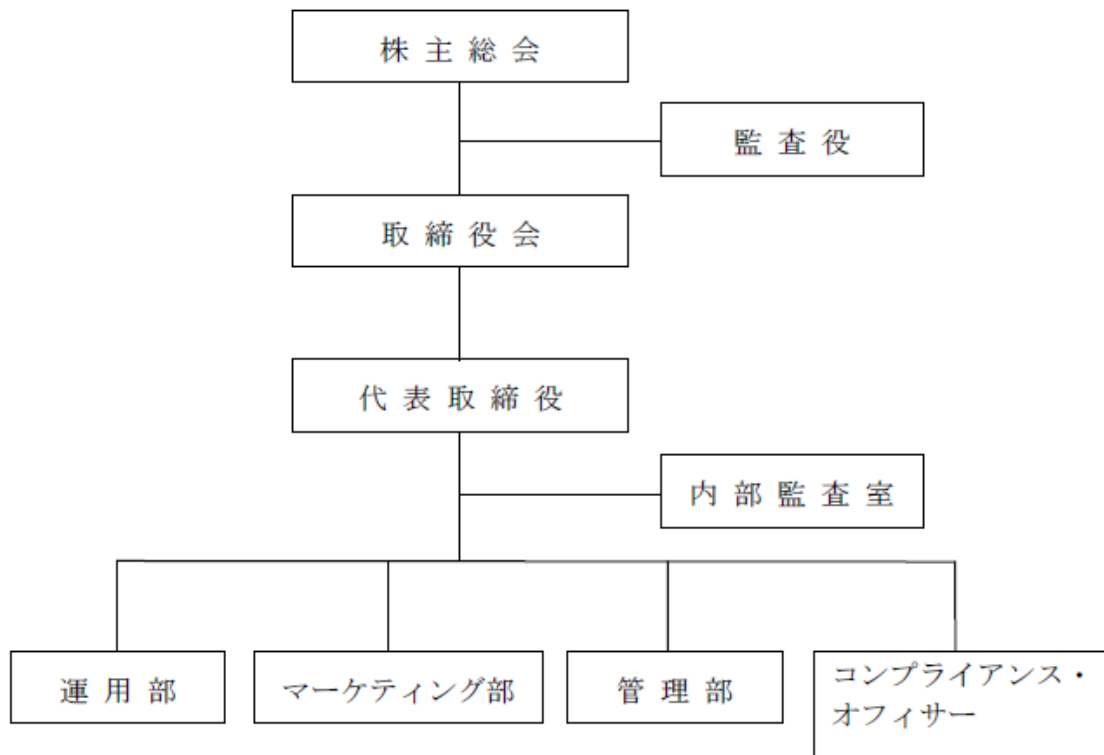 株主総会
監査役
取締役会
代表取締役
内部監査室
運用部
マーケティング部
管理部
コンプライアンス・
オフィサー